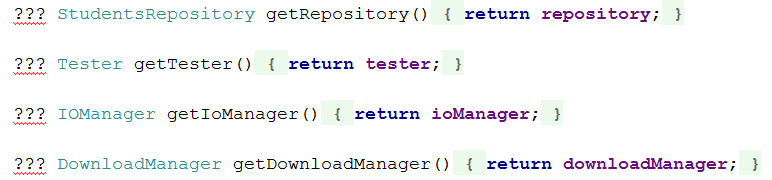 ??? StudentsRepository getRepository() { return repository; }
??? Tester getTester() { return tester; }
??? IOManager getIoManager() { return ioManager; }
??? DownloadManager getDownloadManager() { return downloadManager; }